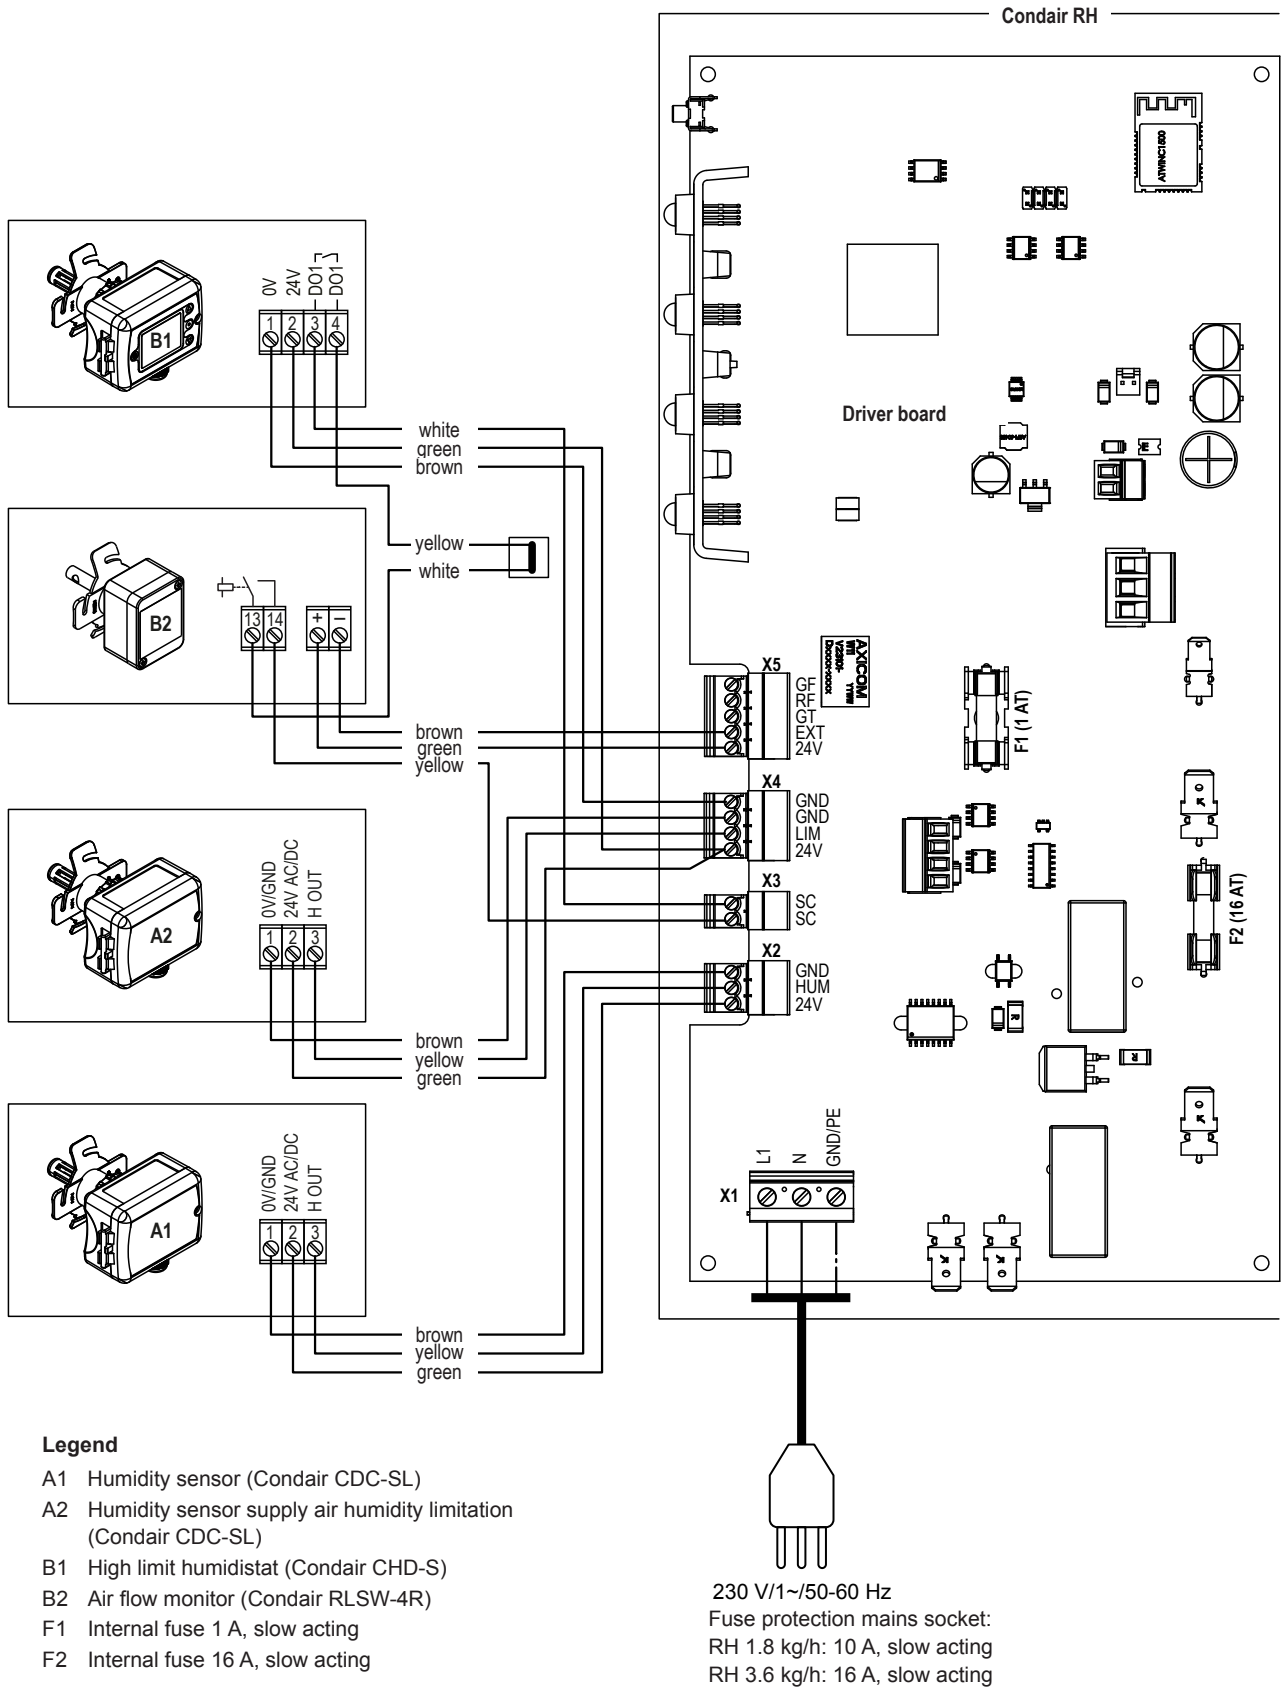 Condair RH
ATWINC1500
0V
24V
DO1
DO1
1 2 3 4
B1
Driver board
white
green
brown
yellow
white
B2
13 14 + −
AXICOM
X5
GF
RF
GT
EXT
24V
F1 (1 AT)
brown
green
yellow
X4
GND
GND
LIM
24V
0V/GND
24V AC/DC
H OUT
1 2 3
A2
X3
SC
SC
F2 (16 AT)
X2
GND
HUM
24V
brown
yellow
green
0V/GND
24V AC/DC
H OUT
1 2 3
A1
L1
N
GND/PE
X1
brown
yellow
green
Legend
A1 Humidity sensor (Condair CDC-SL)
A2 Humidity sensor supply air humidity limitation
(Condair CDC-SL)
B1 High limit humidistat (Condair CHD-S)
B2 Air flow monitor (Condair RLSW-4R)
F1 Internal fuse 1 A, slow acting
F2 Internal fuse 16 A, slow acting
230 V/1~/50-60 Hz
Fuse protection mains socket:
RH 1.8 kg/h: 10 A, slow acting
RH 3.6 kg/h: 16 A, slow acting